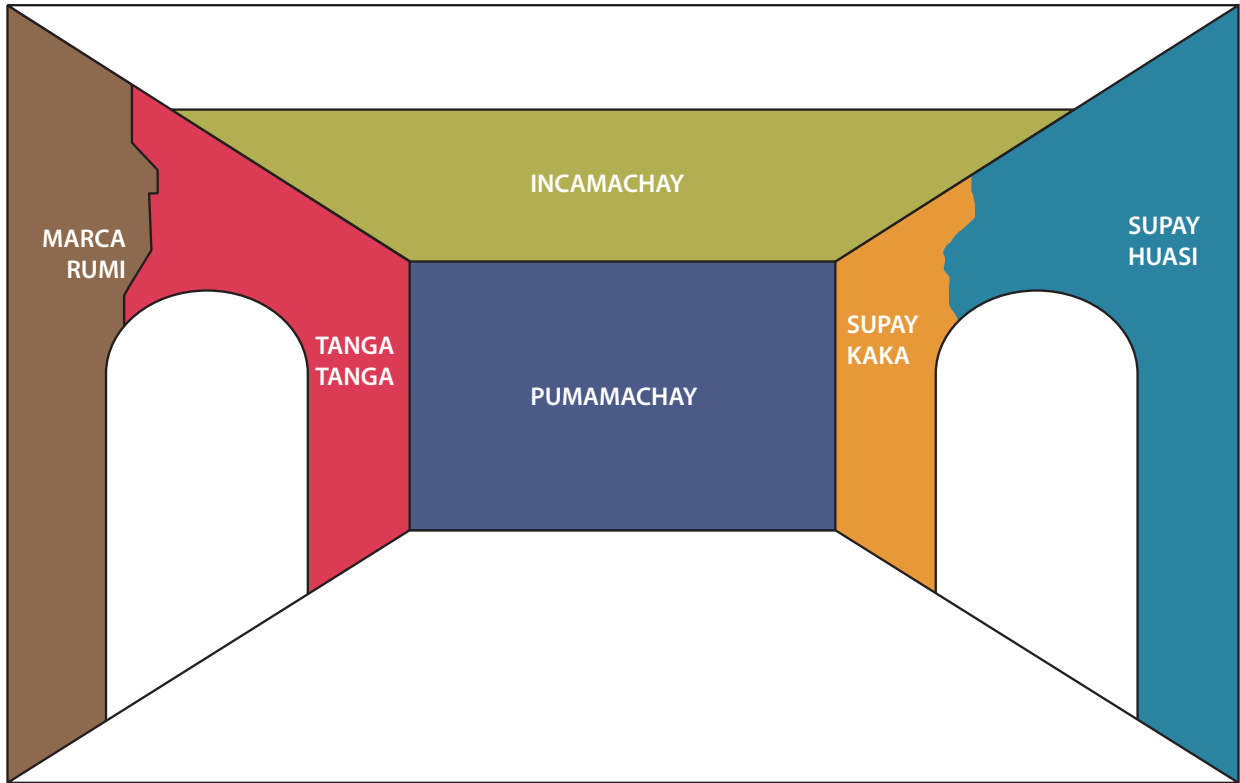 INCAMACHAY
MARCA
RUMI
TANGA
TANGA
PUMAMACHAY
SUPAY
KAKA
SUPAY
HUASI